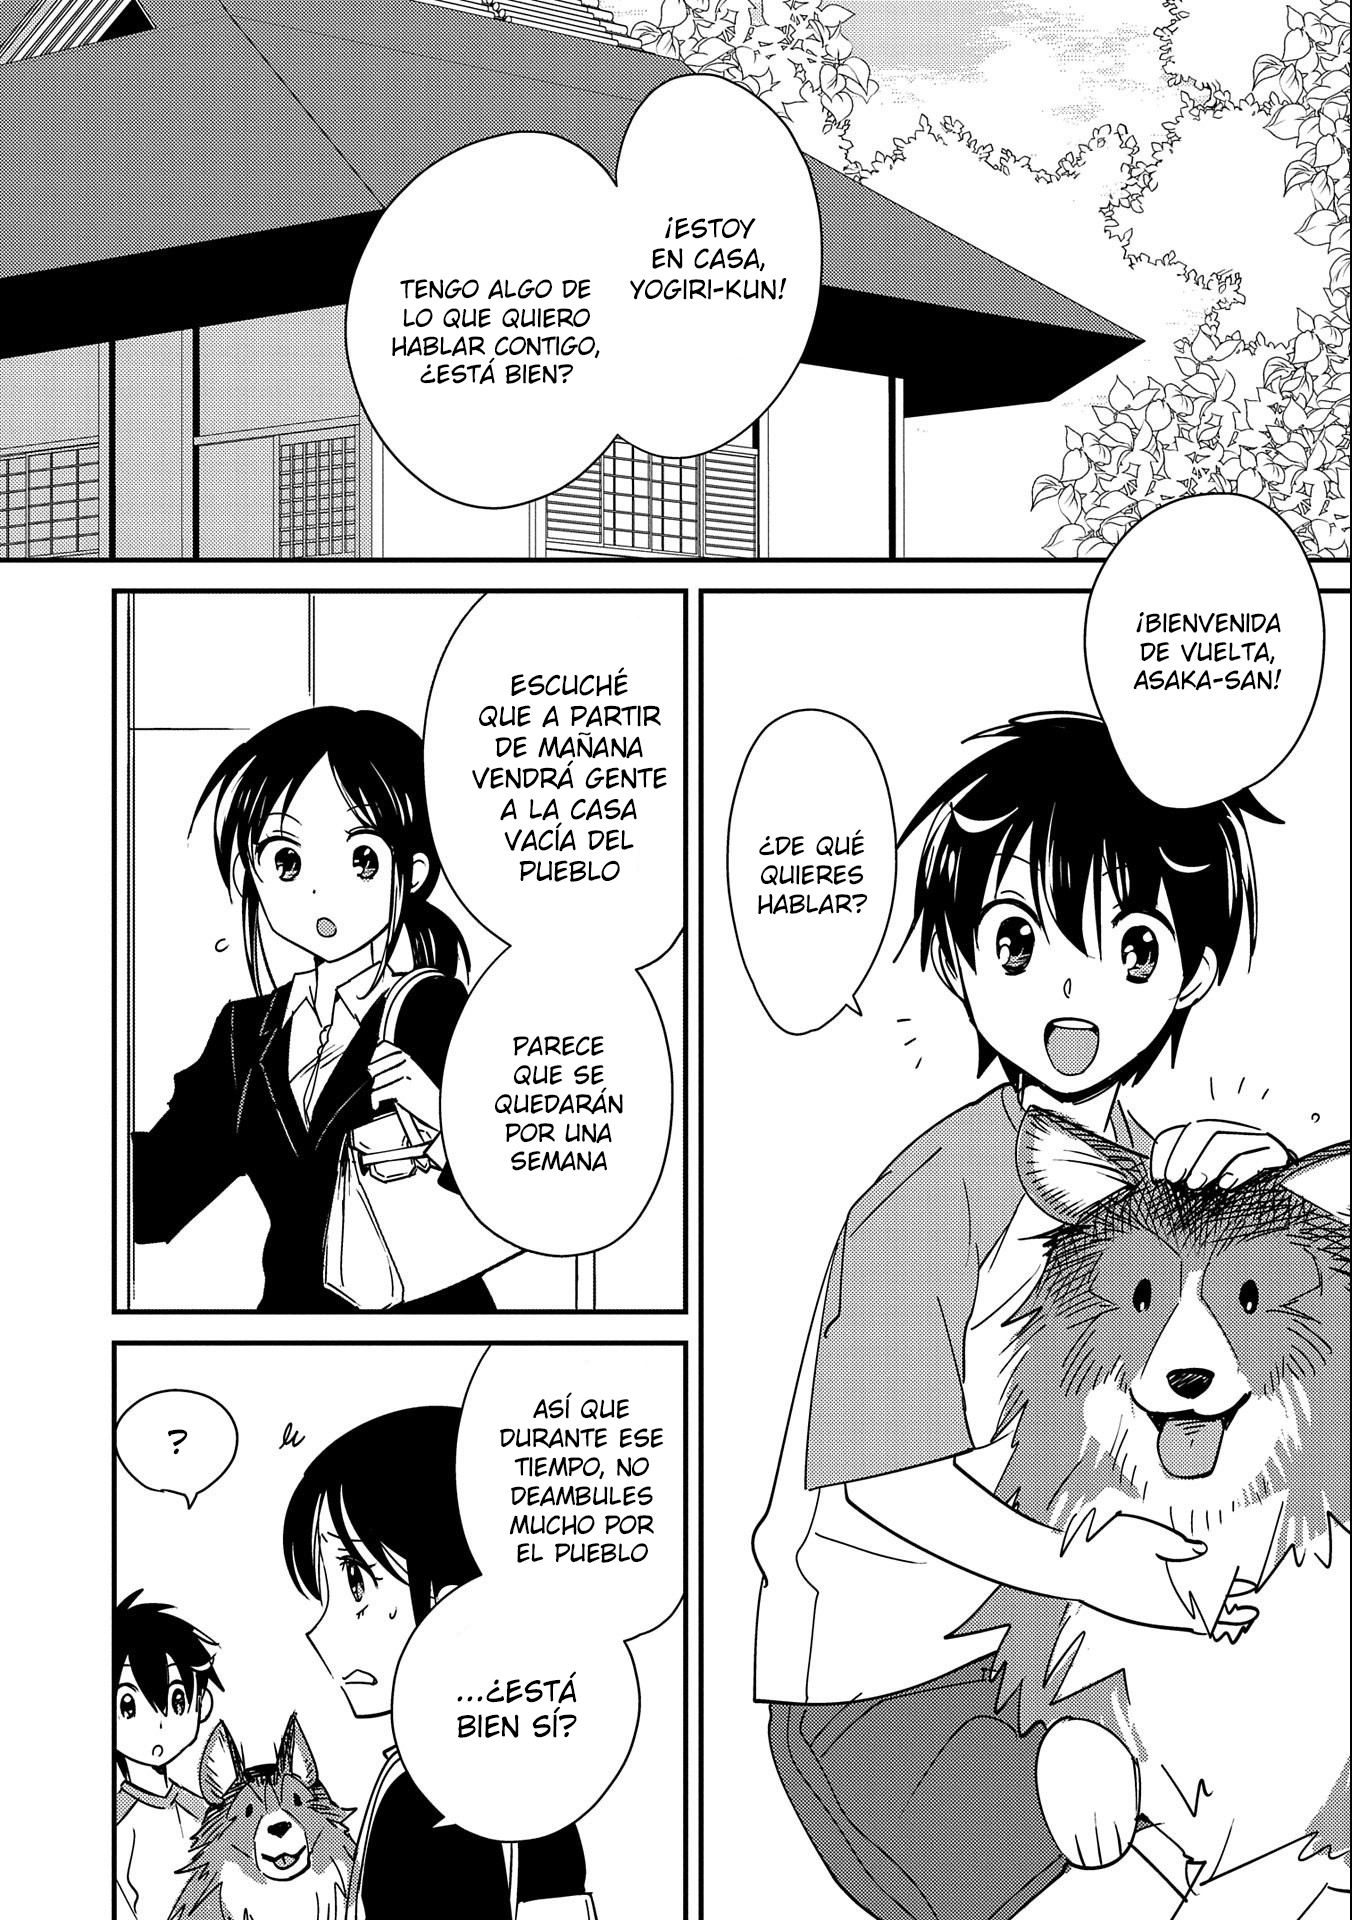 ¡ESTOY
EN CASA,
YOGIRI-KUN!
TENGO ALGO DE
LO QUE QUIERO
HABLAR CONTIGO,
¿ESTÁ BIEN?
¡BIENVENIDA
DE VUELTA,
ASAKA-SAN!
¿DE QUÉ
QUIERES
HABLAR?
ESCUCHÉ
QUE A PARTIR
DE MAÑANA
VENDRÁ GENTE
A LA CASA
VACÍA DEL
PUEBLO
PARECE
QUE SE
QUEDARÁN
POR UNA
SEMANA
ASÍ QUE
DURANTE ESE
TIEMPO, NO
DEAMBULES
MUCHO POR
EL PUEBLO
...¿ESTÁ
BIEN SÍ?
?